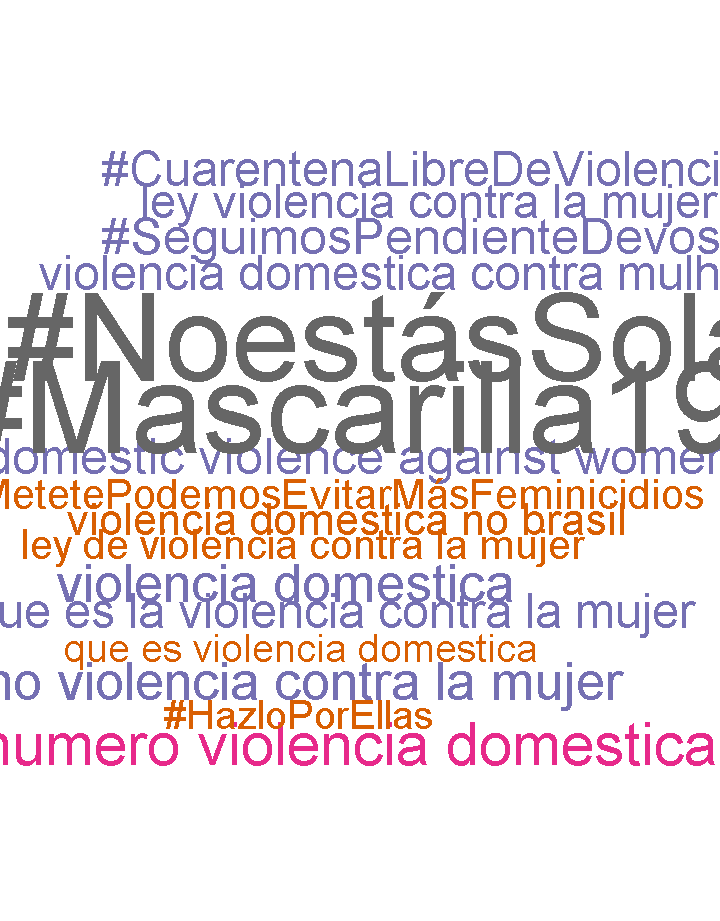 #CuarentenaLibreDeViolenci
ley violencia contra la mujer
#SeguimosPendienteDevos
violencia domestica contra mulh
#NoestásSola
#Mascarilla19
domestic violence against women
MetetePodemosEvitarMásFeminicidios
violencia domestica no brasil
ley de violencia contra la mujer
violencia domestica
ue es la violencia contra la mujer
que es violencia domestica
no violencia contra la mujer
#HazloPorEllas
numero violencia domestica